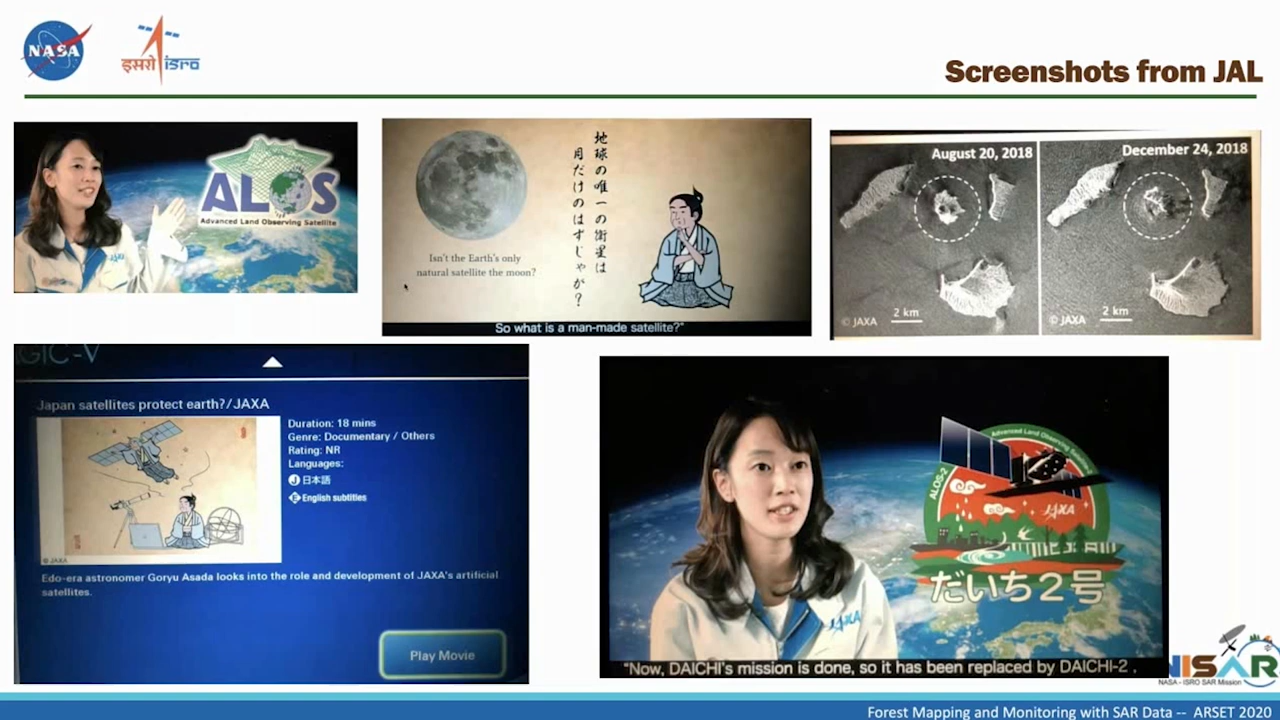 NASA
इसरो isro
Screenshots from JAL
ALOS
Advanced Land Observing Satellite
JAXA
地球の唯一の衛星は
月だけのはずじゃが？
Isn't the Earth's only
natural satellite the moon?
So what is a man-made satellite?"
August 20, 2018
December 24, 2018
2 km
© JAXA
2 km
© JAXA
GIC-V
Japan satellites protect earth?/JAXA
Duration: 18 mins
Genre: Documentary / Others
Rating: NR
Languages:
J 日本語
E English subtitles
© JAXA
Edo-era astronomer Goryu Asada looks into the role and development of JAXA's artificial
satellites.
Play Movie
Advanced Land Observing Satellite
ALOS-2
JAXA
だいち２号
JAXA
"Now, DAICHI's mission is done, so it has been replaced by DAICHI-2 .
NISAR
NASA - ISRO SAR Mission
Forest Mapping and Monitoring with SAR Data -- ARSET 2020